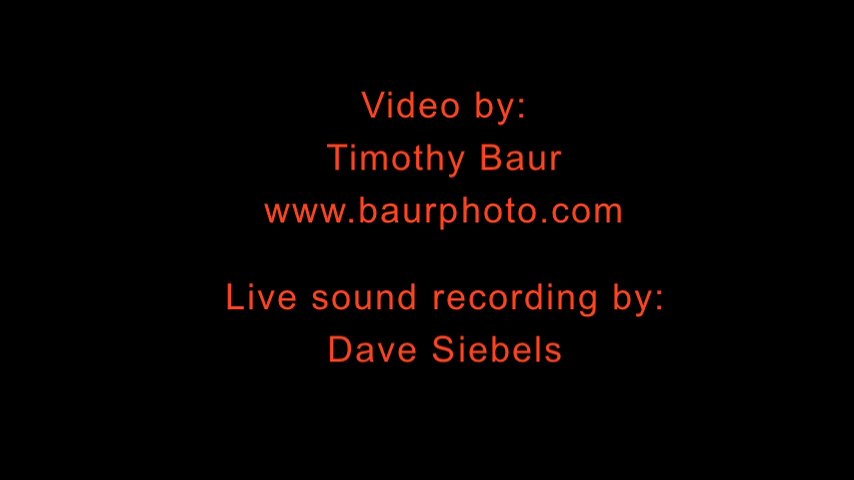 Video by:
Timothy Baur
www.baurphoto.com
Live sound recording by:
Dave Siebels